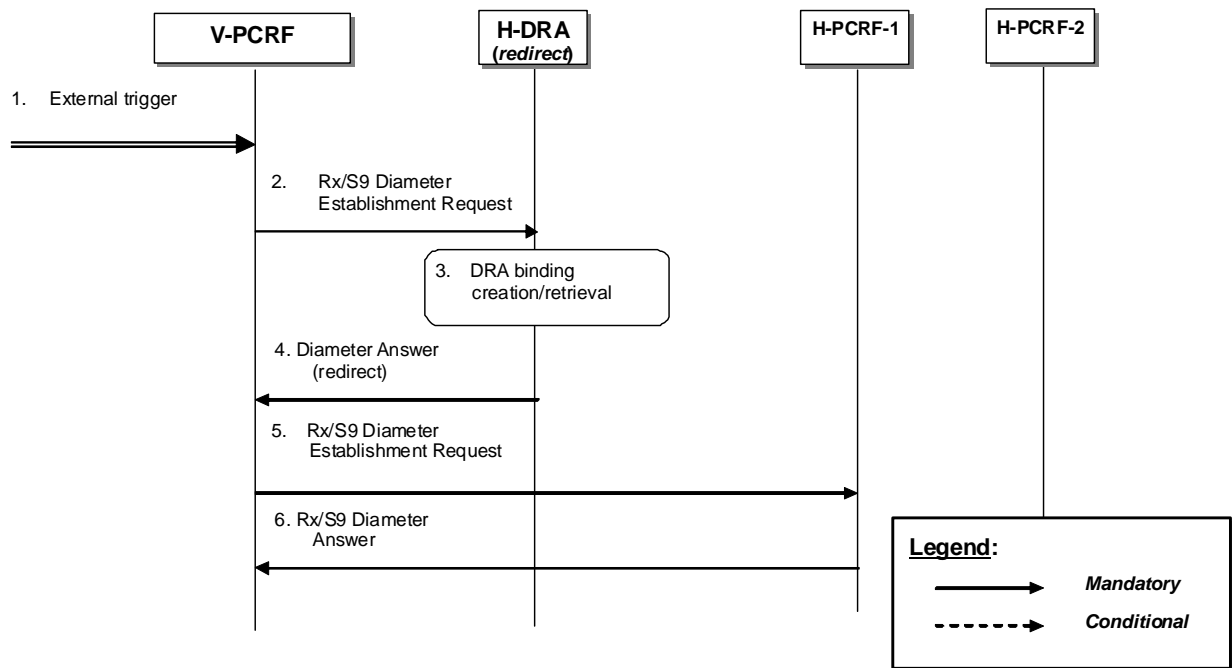 V-PCRF
H-DRA
(redirect)
H-PCRF-1
H-PCRF-2
1. External trigger
2. Rx/S9 Diameter
Establishment Request
3. DRA binding
creation/retrieval
4. Diameter Answer
(redirect)
5. Rx/S9 Diameter
Establishment Request
6. Rx/S9 Diameter
Answer
Legend:
Mandatory
Conditional